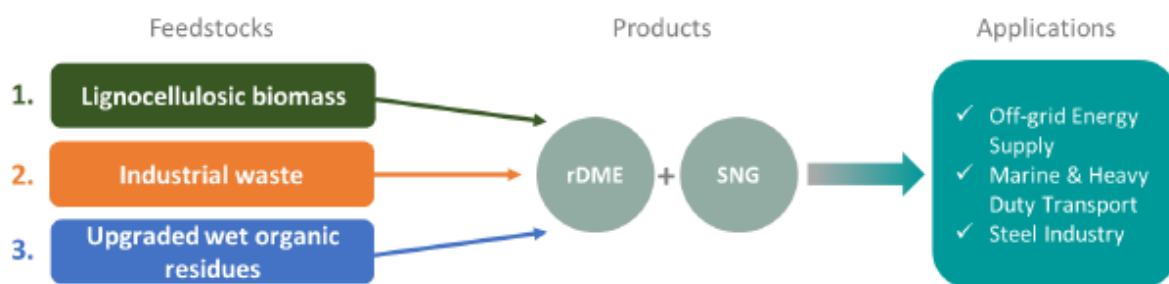 Feedstocks
Products
Applications
1.
Lignocellulosic biomass
2.
Industrial waste
3.
Upgraded wet organic
residues
rDME
+
SNG
✓ Off-grid Energy
Supply
✓ Marine & Heavy
Duty Transport
✓ Steel Industry